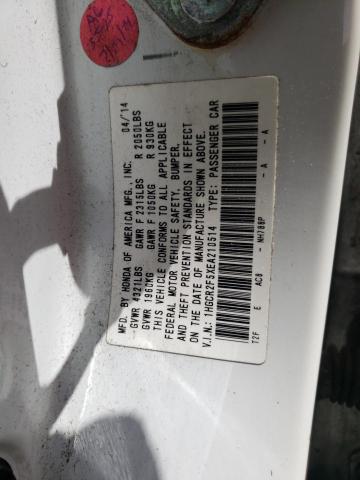 MFD. BY HONDA OF AMERICA MFG., INC. 04/14
GVWR 4321LBS GAWR F 2315LBS R 2050LBS
GVWR 1960KG GAWR F 1050KG R 930KG
THIS VEHICLE CONFORMS TO ALL APPLICABLE
FEDERAL MOTOR VEHICLE SAFETY, BUMPER,
AND THEFT PREVENTION STANDARDS IN EFFECT
ON THE DATE OF MANUFACTURE SHOWN ABOVE.
V.I.N.: 1HGCR2F5XEA210514 TYPE: PASSENGER CAR
T2F E AC8 - NH788P - A - A